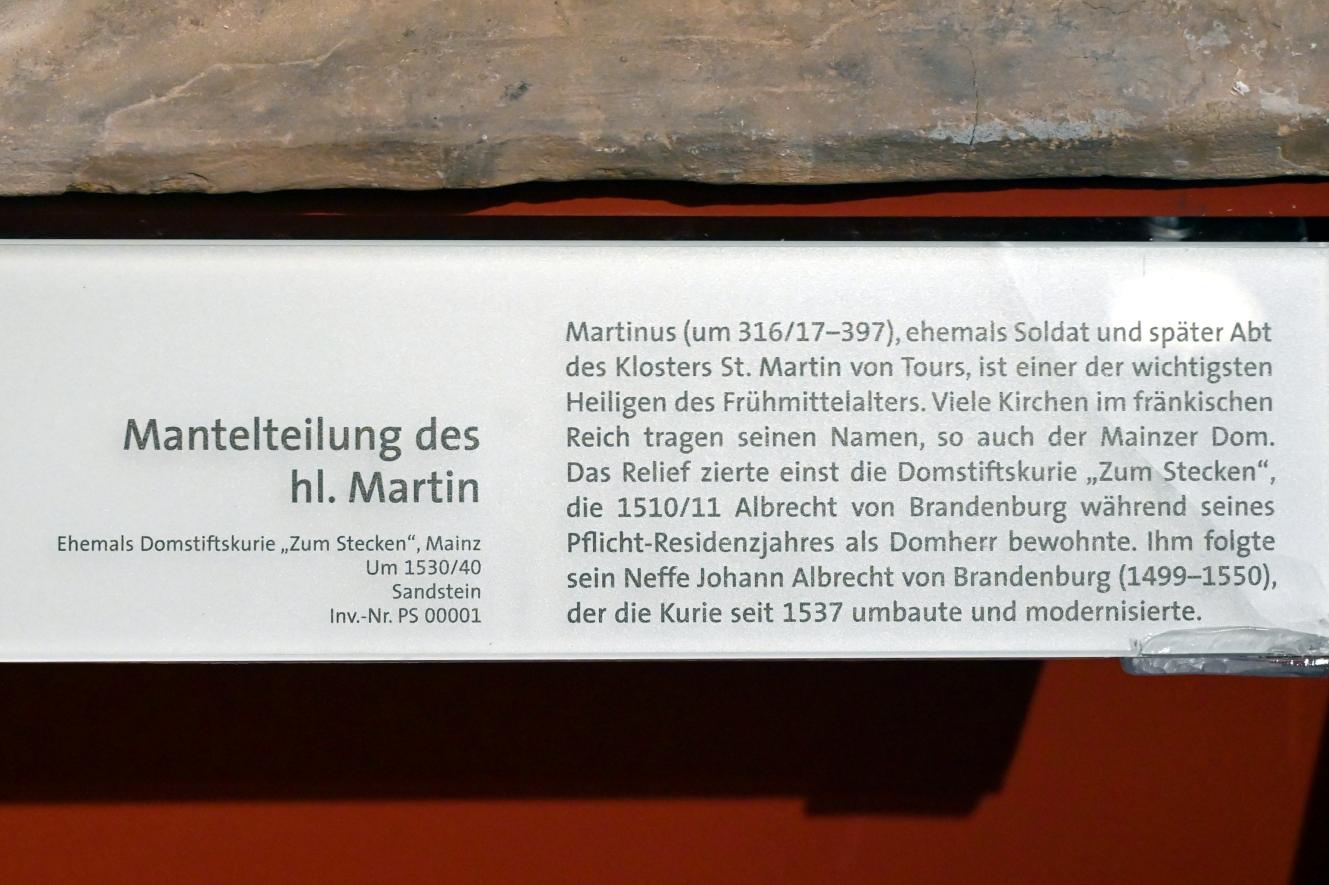 Mantelteilung des
hl. Martin
Ehemals Domstiftskurie „Zum Stecken“, Mainz
Um 1530/40
Sandstein
Inv.-Nr. PS 00001
Martinus (um 316/17–397), ehemals Soldat und später Abt
des Klosters St. Martin von Tours, ist einer der wichtigsten
Heiligen des Frühmittelalters. Viele Kirchen im fränkischen
Reich tragen seinen Namen, so auch der Mainzer Dom.
Das Relief zierte einst die Domstiftskurie „Zum Stecken“,
die 1510/11 Albrecht von Brandenburg während seines
Pflicht-Residenzjahres als Domherr bewohnte. Ihm folgte
sein Neffe Johann Albrecht von Brandenburg (1499–1550),
der die Kurie seit 1537 umbaute und modernisierte.